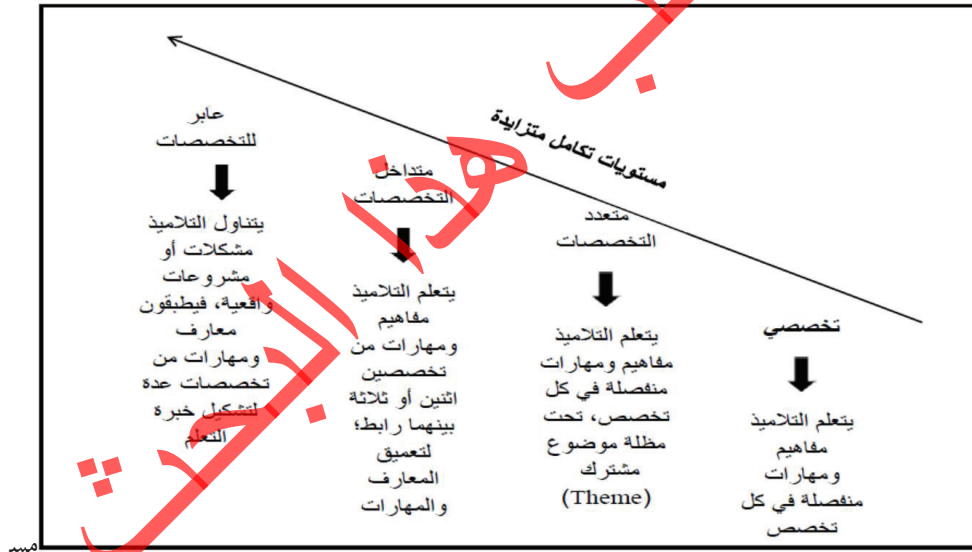 مستويات تكامل متزايدة
تخصصي
يتعلم التلاميذ
مفاهيم
ومهارات
منفصلة في كل
تخصص
متعدد
التخصصات
يتعلم التلاميذ
مفاهيم ومهارات
منفصلة في كل
تخصص، تحت
مظلة موضوع
مشترك
(Theme)
متداخل
التخصصات
يتعلم التلاميذ
مفاهيم
ومهارات من
تخصصين
اثنين أو ثلاثة
بينهما رابط؛
لتعميق
المعارف
والمهارات
عابر
للتخصصات
يتناول التلاميذ
مشكلات أو
مشروعات
واقعية، فيطبقون
معارف
ومهارات من
تخصصات عدة
لتشكيل خبرة
التعلم
هذا البحث